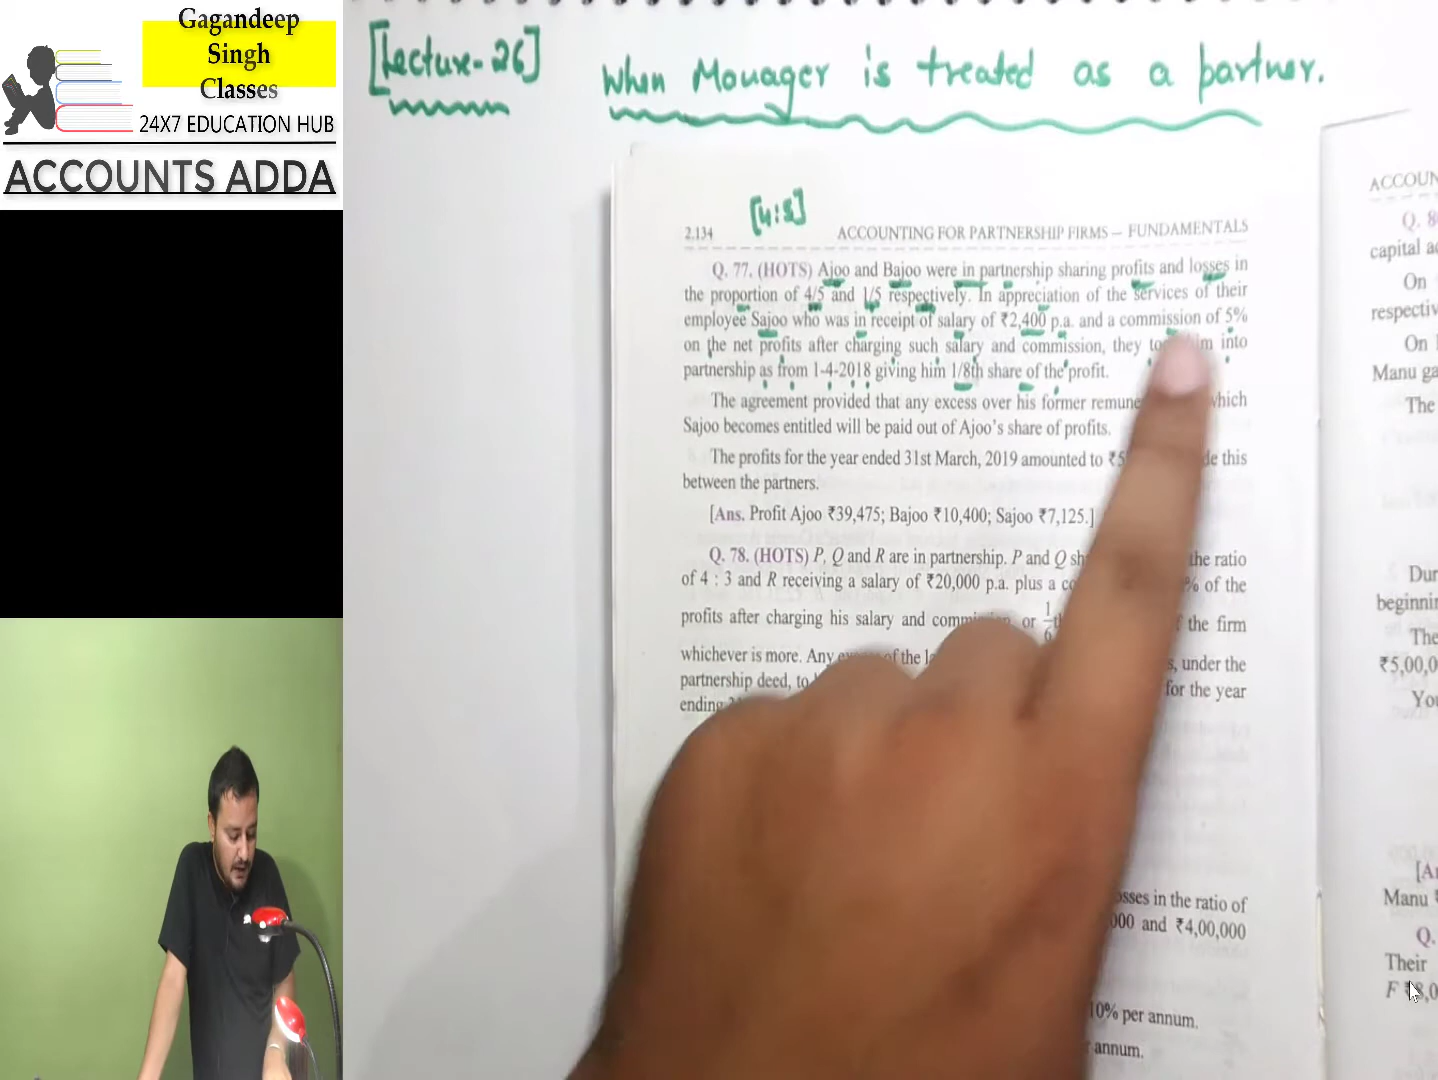 Gagandeep
Singh
Classes
24X7 EDUCATION HUB
ACCOUNTS ADDA
[Lecture-26] When Manager is treated as a partner.
[4:1]
2.134 ACCOUNTING FOR PARTNERSHIP FIRMS — FUNDAMENTALS
Q. 77. (HOTS) Ajoo and Bajoo were in partnership sharing profits and losses in
the proportion of 4/5 and 1/5 respectively. In appreciation of the services of their
employee Sajoo who was in receipt of salary of ₹2,400 p.a. and a commission of 5%
on the net profits after charging such salary and commission, they into
partnership as from 1-4-2018 giving him 1/8th share of the profit.
The agreement provided that any excess over his former which
Sajoo becomes entitled will be paid out of Ajoo's share of profits.
The profits for the year ended 31st March, 2019 amounted to this
between the partners.
[Ans. Profit Ajoo ₹39,475; Bajoo ₹10,400; Sajoo ₹7,125.]
Q. 78. (HOTS) P, Q and R are in partnership. P and Q the ratio
of 4 : 3 and R receiving a salary of ₹20,000 p.a. plus a % of the
profits after charging his salary and or 1/6 the firm
whichever is more. Any of the under the
partnership deed, for the year
ending
losses in the ratio of
and ₹4,00,000
10% per annum.
annum.
Q.
capital
On
On
Manu
The
The
₹5,00,0
Manu
Q.
Their
F